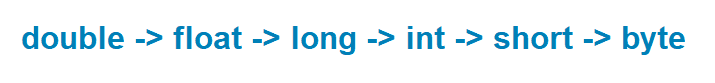 double -> float -> long -> int -> short -> byte